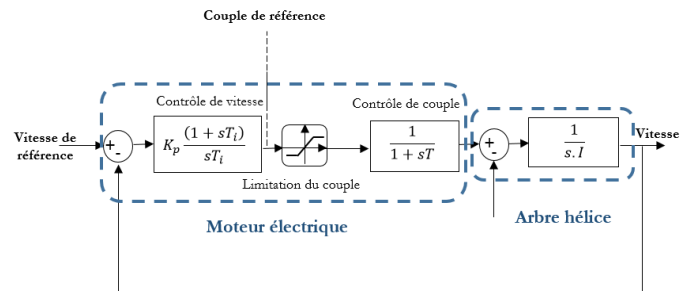 Couple de référence
Contrôle de vitesse
Contrôle de couple
Vitesse de
référence
+
-
K_p (1 + sT_i) / sT_i
1 / 1 + sT
+
-
1 / s.I
Vitesse
Limitation du couple
Moteur électrique
Arbre hélice